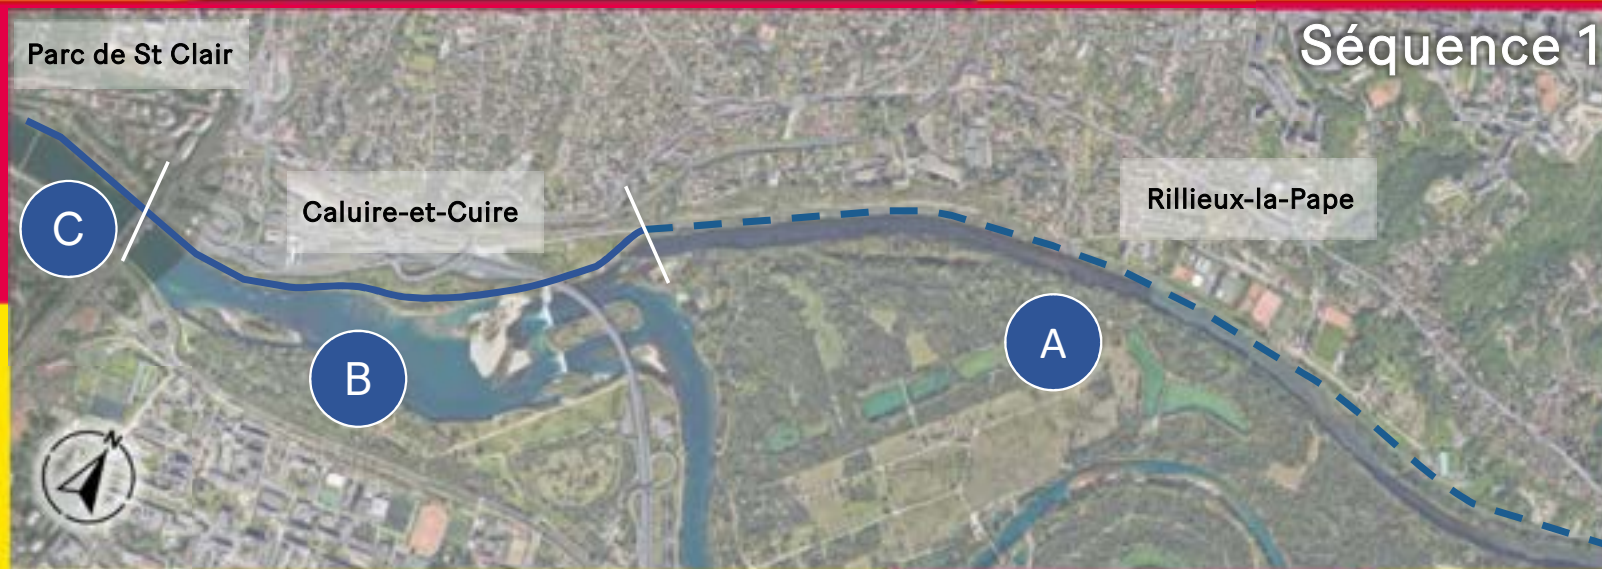 Parc de St Clair
Séquence 1
Caluire-et-Cuire
Rillieux-la-Pape
C
A
B
N